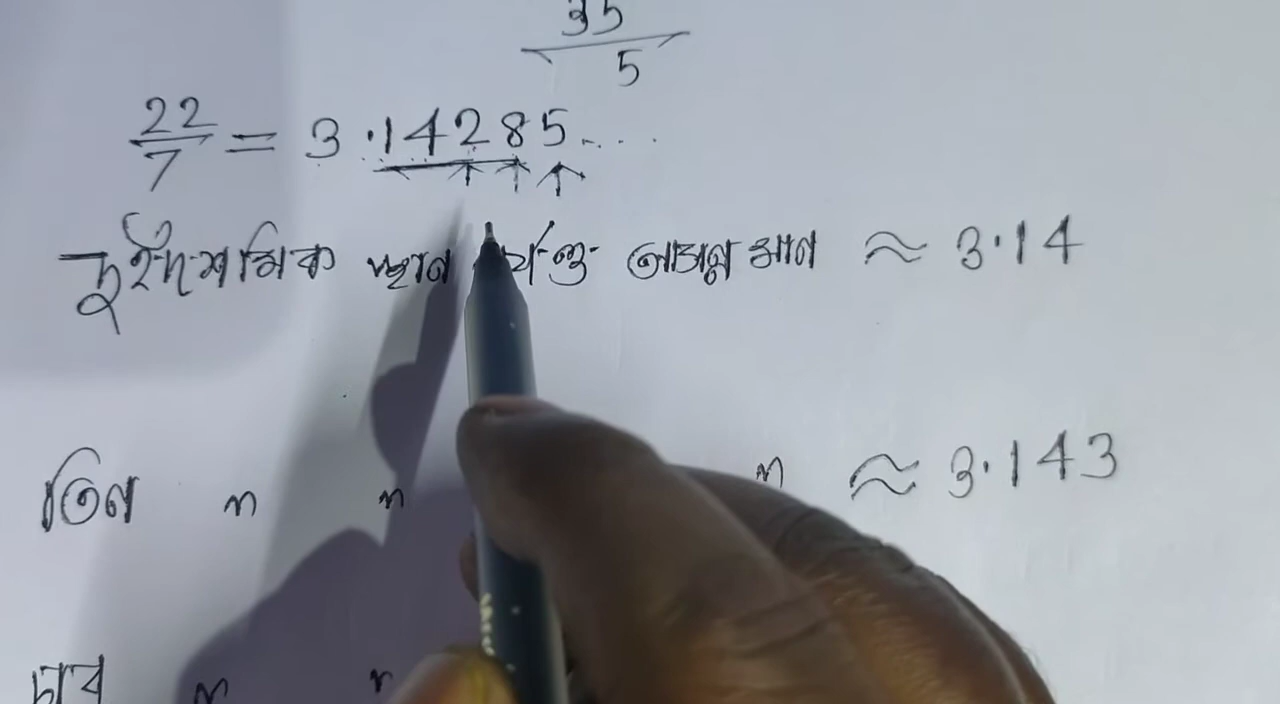 35
5
22/7 = 3.14285....
দুই দশমিক স্থান পর্যন্ত আসন্ন মান ≈ 3.14
তিন " " " ≈ 3.143
চার " "